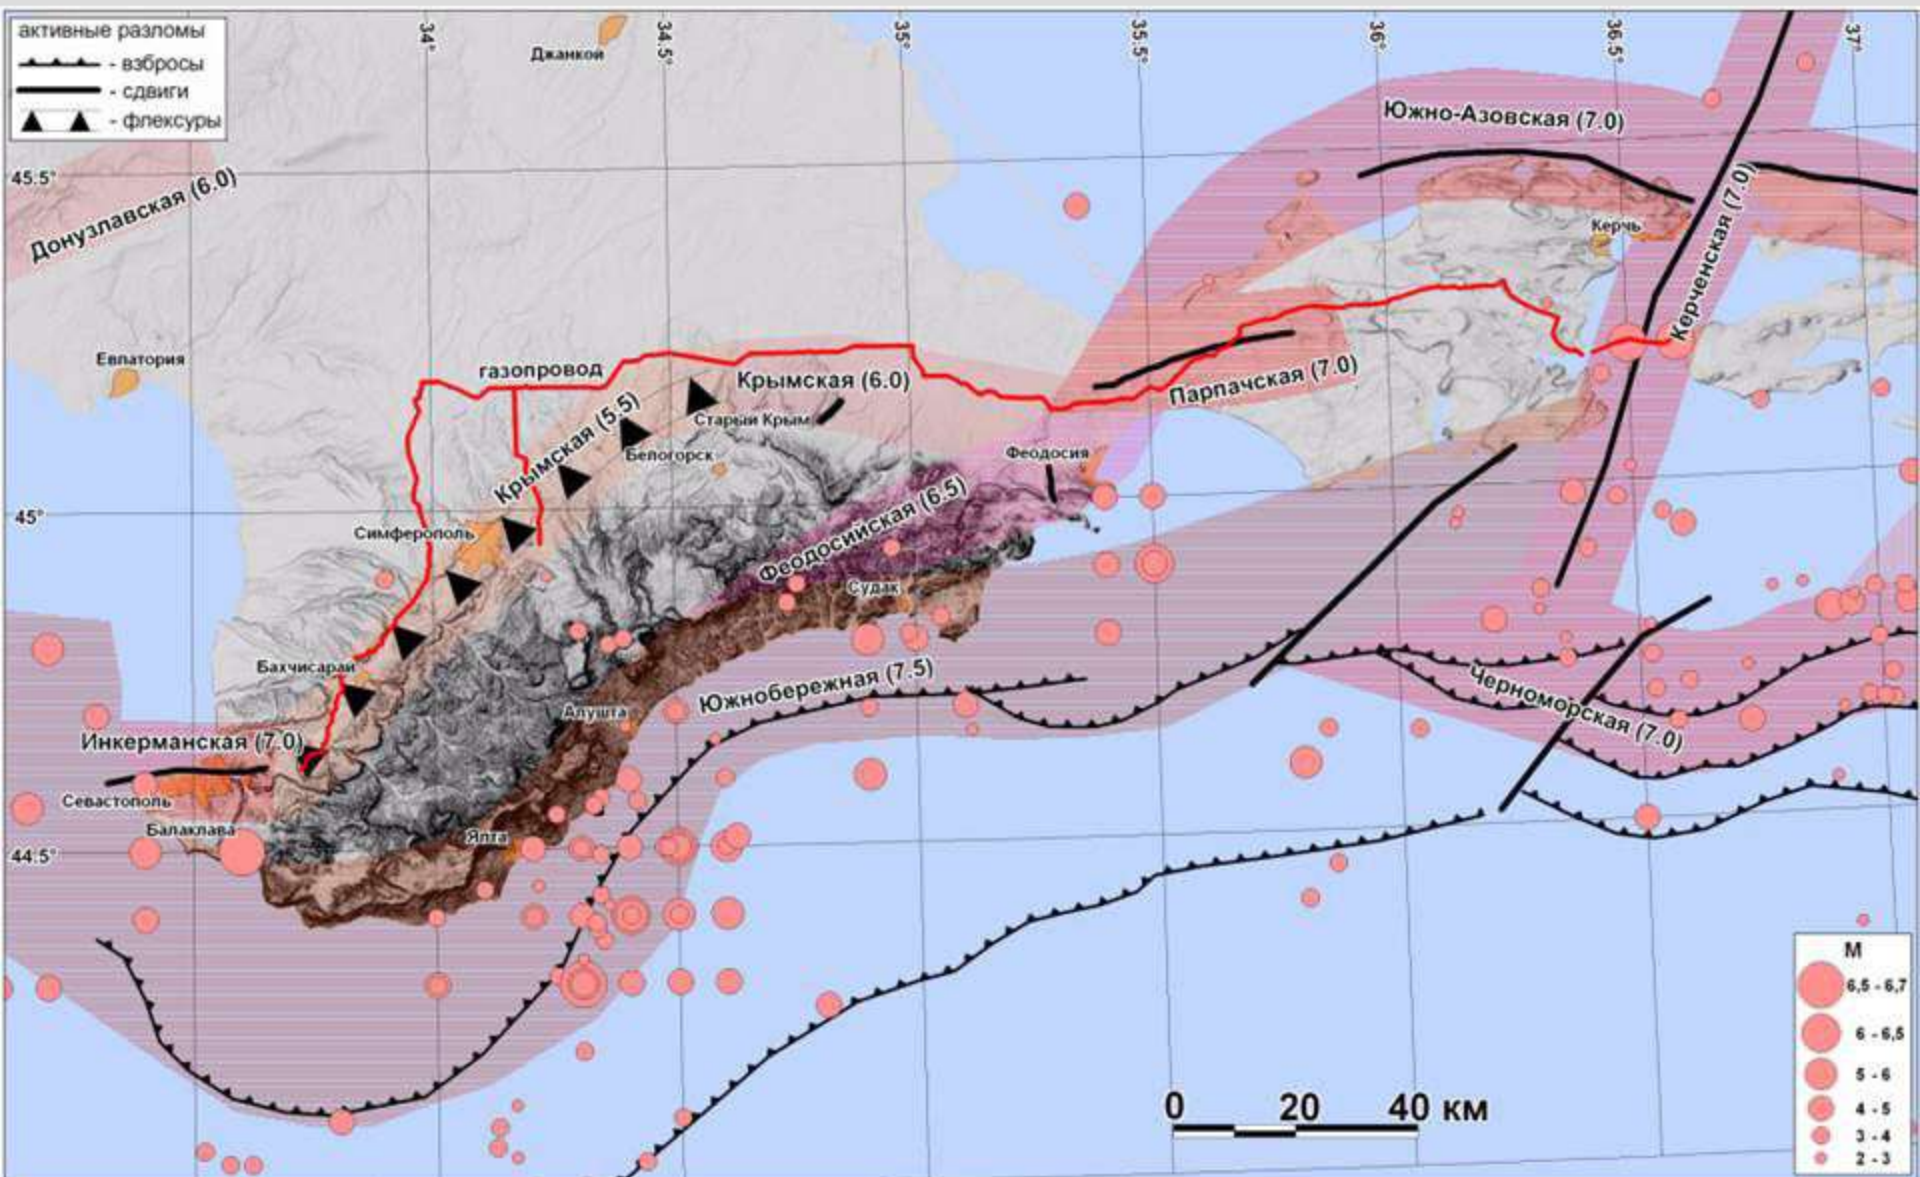 активные разломы
- взбросы
- сдвиги
- флексуры
34°
34.5°
35°
35.5°
36°
36.5°
37°
Джанкой
Южно-Азовская (7.0)
45.5°
Донузлавская (6.0)
Керчь
Керченская (7.0)
Евпатория
газопровод
Крымская (6.0)
Парпачская (7.0)
Крымская (5.5)
Старый Крым
Белогорск
Феодосия
45°
Симферополь
Феодосийская (6.5)
Судак
Бахчисарай
Южнобережная (7.5)
Черноморская (7.0)
Алушта
Инкерманская (7.0)
Севастополь
Балаклава
Ялта
44.5°
М
6,5 - 6,7
6 - 6,5
5 - 6
4 - 5
3 - 4
2 - 3
0 20 40 км